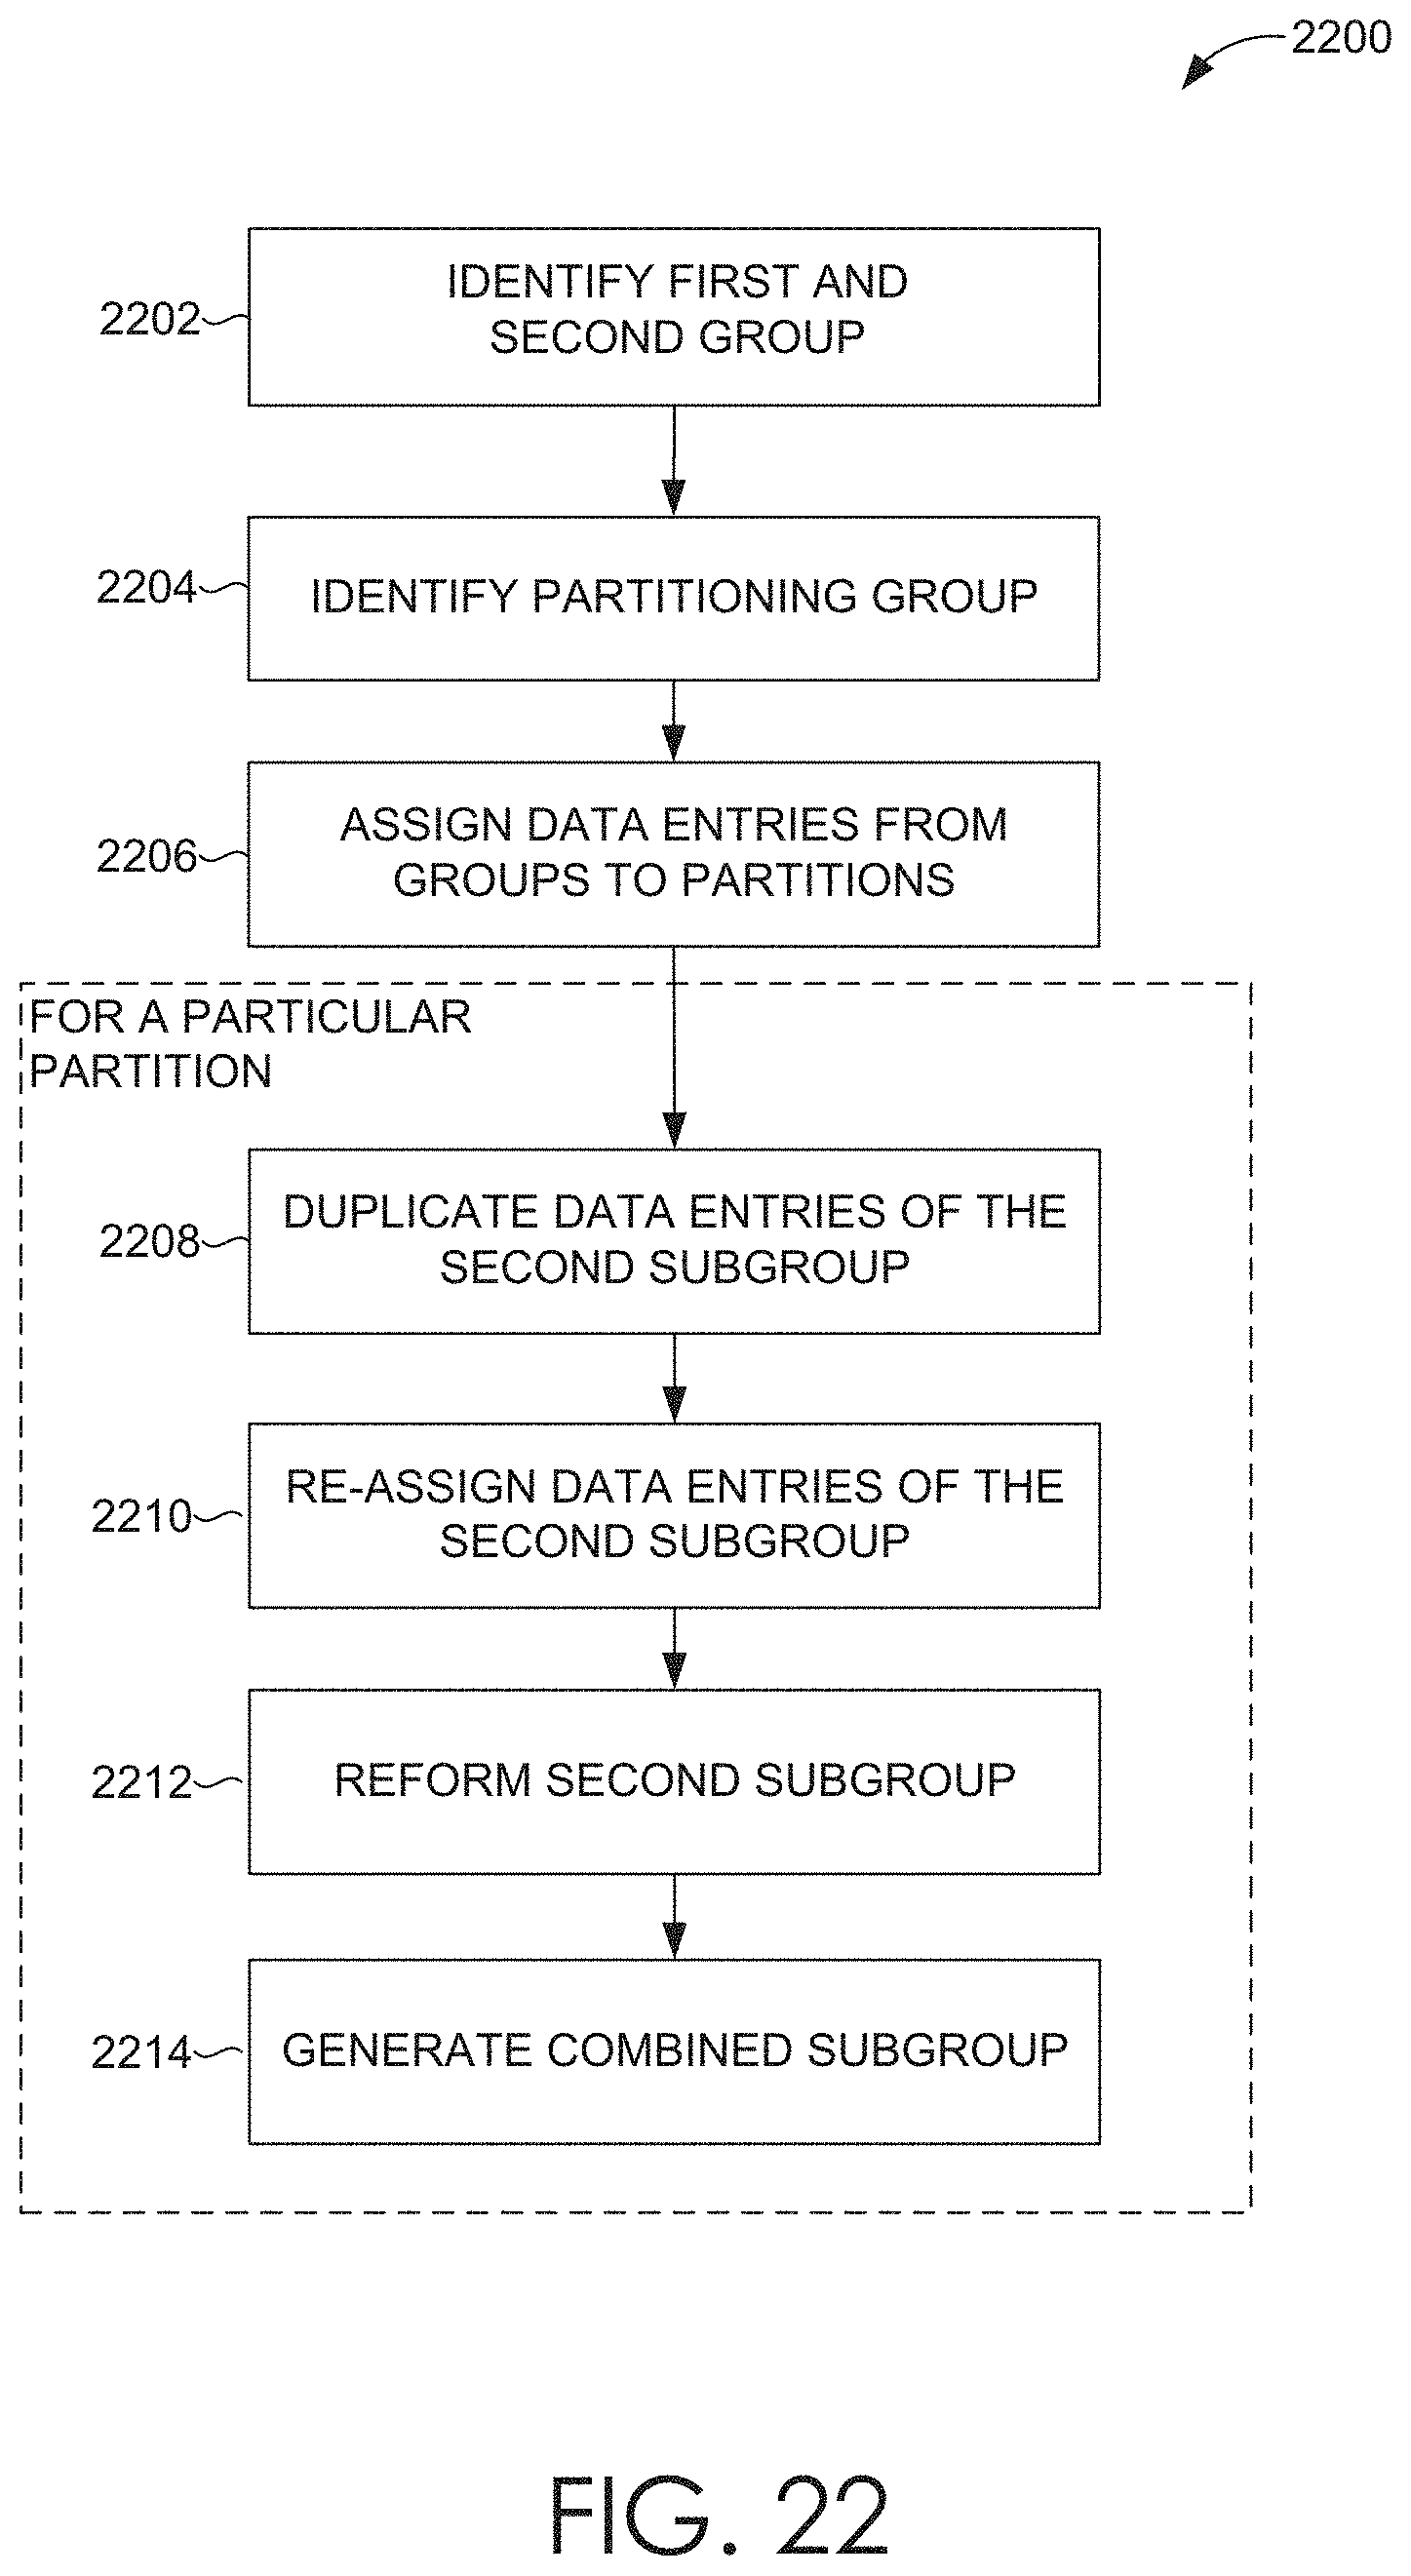 2200
IDENTIFY FIRST AND
SECOND GROUP
2202
IDENTIFY PARTITIONING GROUP
2204
ASSIGN DATA ENTRIES FROM
GROUPS TO PARTITIONS
2206
FOR A PARTICULAR
PARTITION
DUPLICATE DATA ENTRIES OF THE
SECOND SUBGROUP
2208
RE-ASSIGN DATA ENTRIES OF THE
SECOND SUBGROUP
2210
REFORM SECOND SUBGROUP
2212
GENERATE COMBINED SUBGROUP
2214
FIG. 22